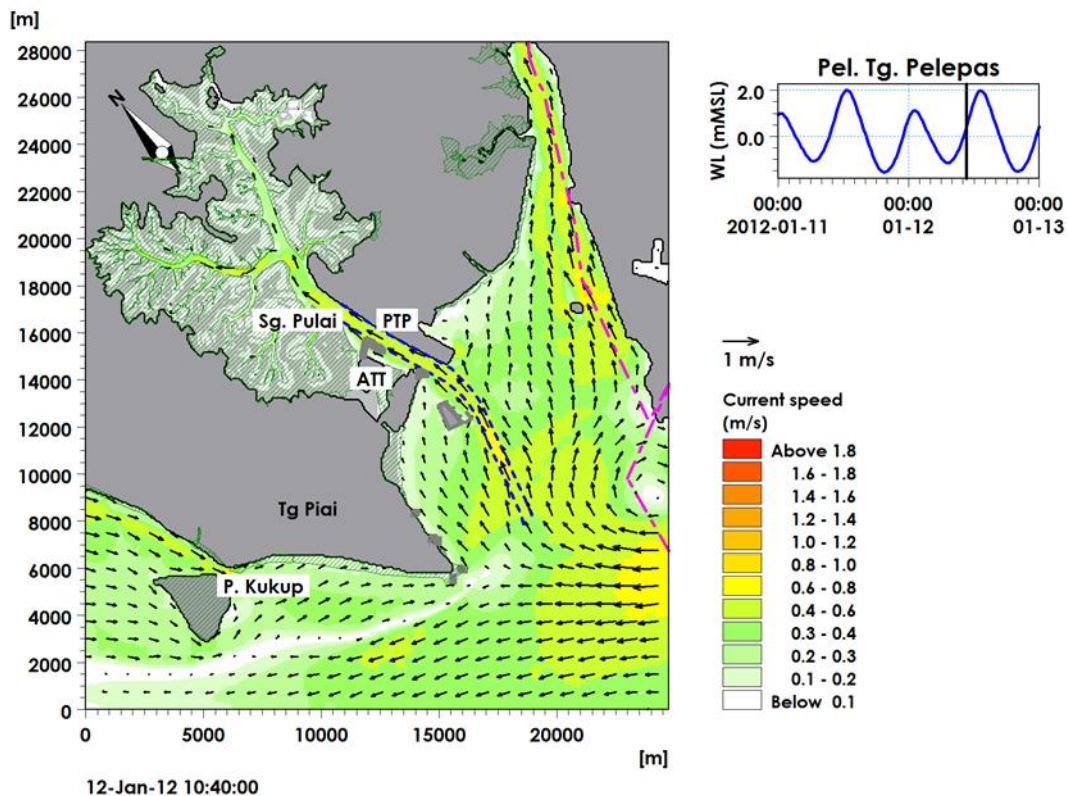 [m]
28000
26000
24000
22000
20000
18000
16000
14000
12000
10000
8000
6000
4000
2000
0
N
Sg. Pulai
PTP
ATT
Tg Piai
P. Kukup
0
5000
10000
15000
20000
[m]
12-Jan-12 10:40:00
Pel. Tg. Pelepas
WL (mMSL)
2.0
0.0
00:00 00:00 00:00
2012-01-11 01-12 01-13
1 m/s
Current speed
(m/s)
Above 1.8
1.6 - 1.8
1.4 - 1.6
1.2 - 1.4
1.0 - 1.2
0.8 - 1.0
0.6 - 0.8
0.4 - 0.6
0.3 - 0.4
0.2 - 0.3
0.1 - 0.2
Below 0.1